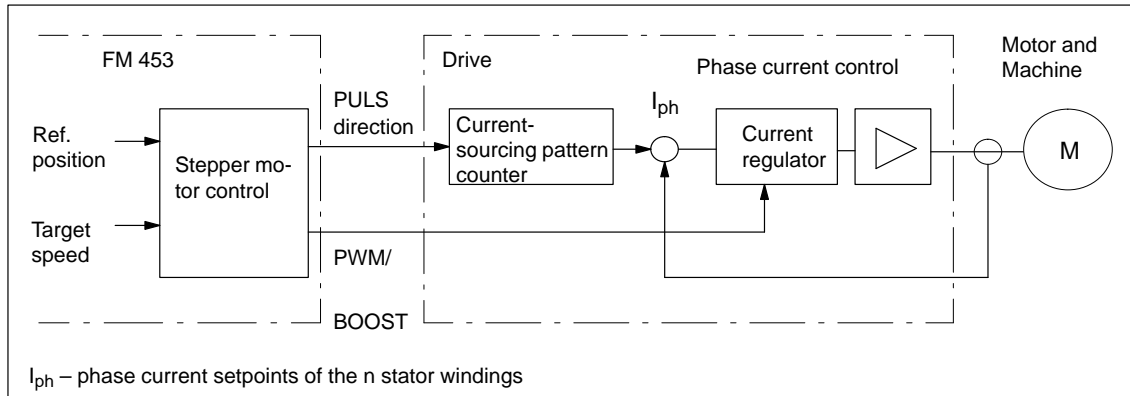 FM 453
Drive
Phase current control
Motor and
Machine
Ref.
position
Target
speed
Stepper mo-
tor control
PULS
direction
PWM/
BOOST
Current-
sourcing pattern
counter
Iph
Current
regulator
M
Iph – phase current setpoints of the n stator windings